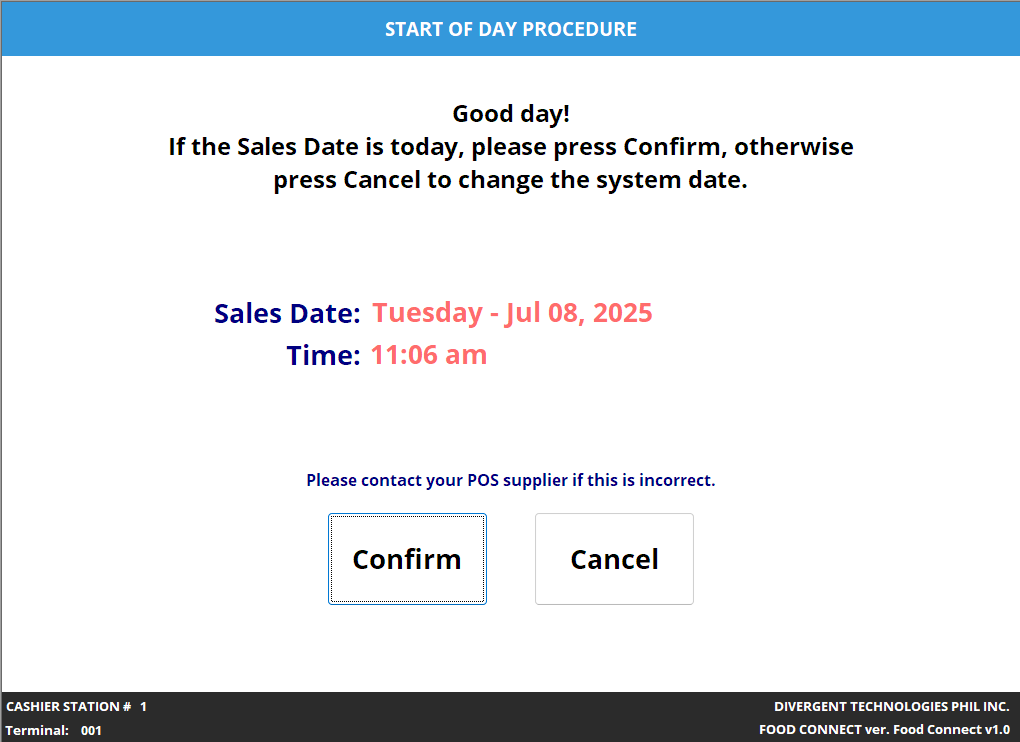 START OF DAY PROCEDURE
Good day!
If the Sales Date is today, please press Confirm, otherwise
press Cancel to change the system date.
Sales Date: Tuesday - Jul 08, 2025
Time: 11:06 am
Please contact your POS supplier if this is incorrect.
Confirm Cancel
CASHIER STATION # 1 DIVERGENT TECHNOLOGIES PHIL INC.
Terminal: 001 FOOD CONNECT ver. Food Connect v1.0